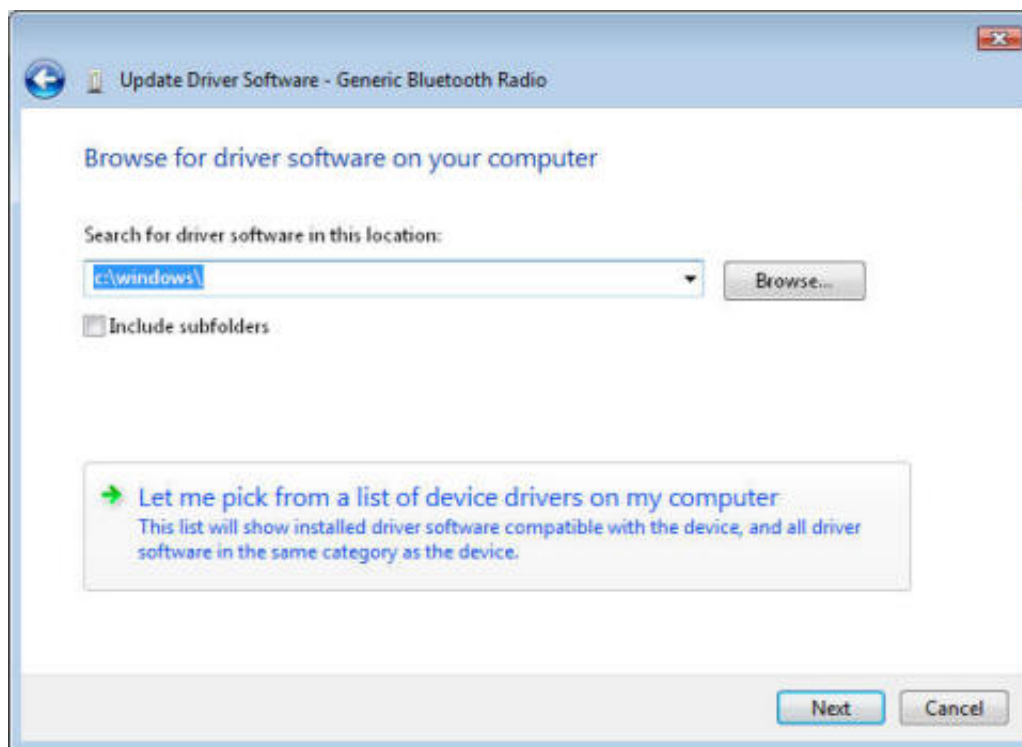 Update Driver Software - Generic Bluetooth Radio
Browse for driver software on your computer
Search for driver software in this location:
c:\windows\
Browse...
Include subfolders
Let me pick from a list of device drivers on my computer
This list will show installed driver software compatible with the device, and all driver
software in the same category as the device.
Next
Cancel